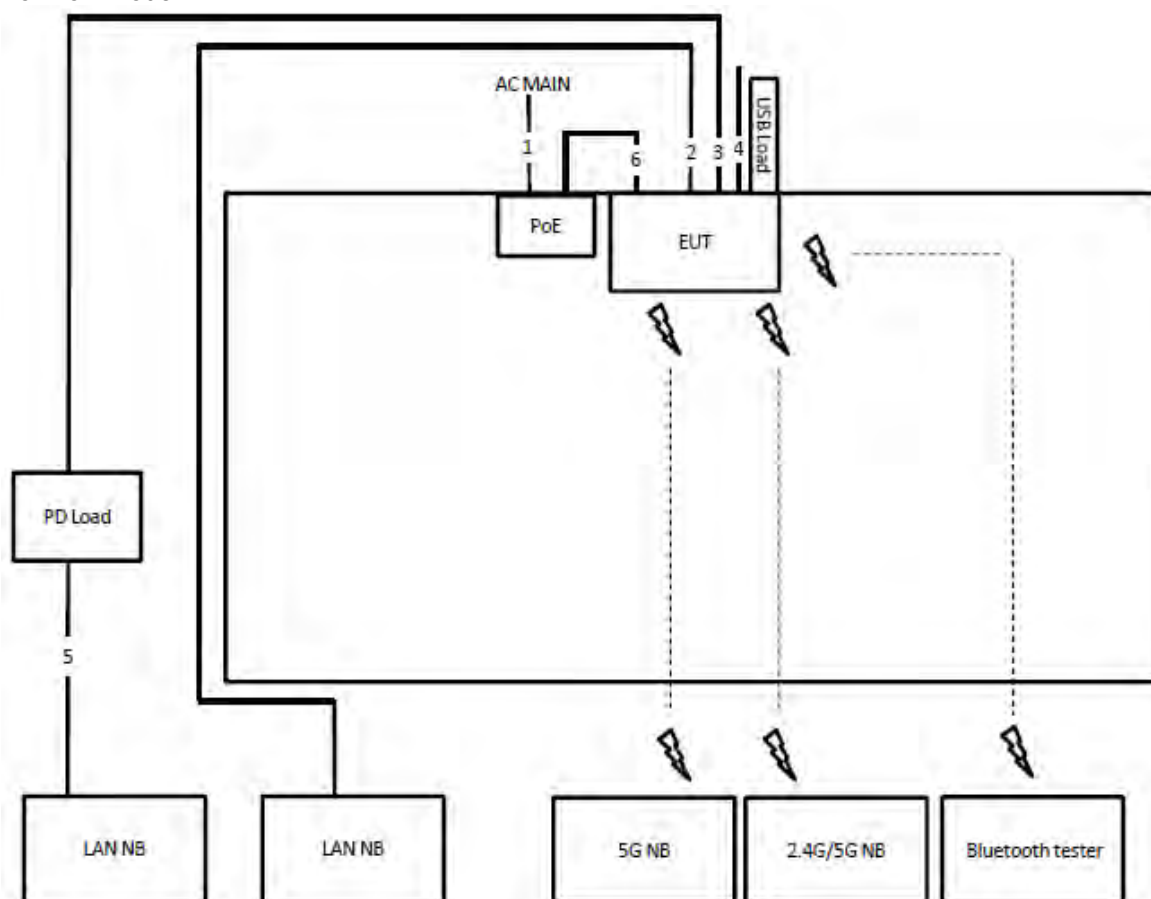 AC MAIN
1
6
2
3
4
USB Load
PoE
EUT
PD Load
5
LAN NB
LAN NB
5G NB
2.4G/5G NB
Bluetooth tester